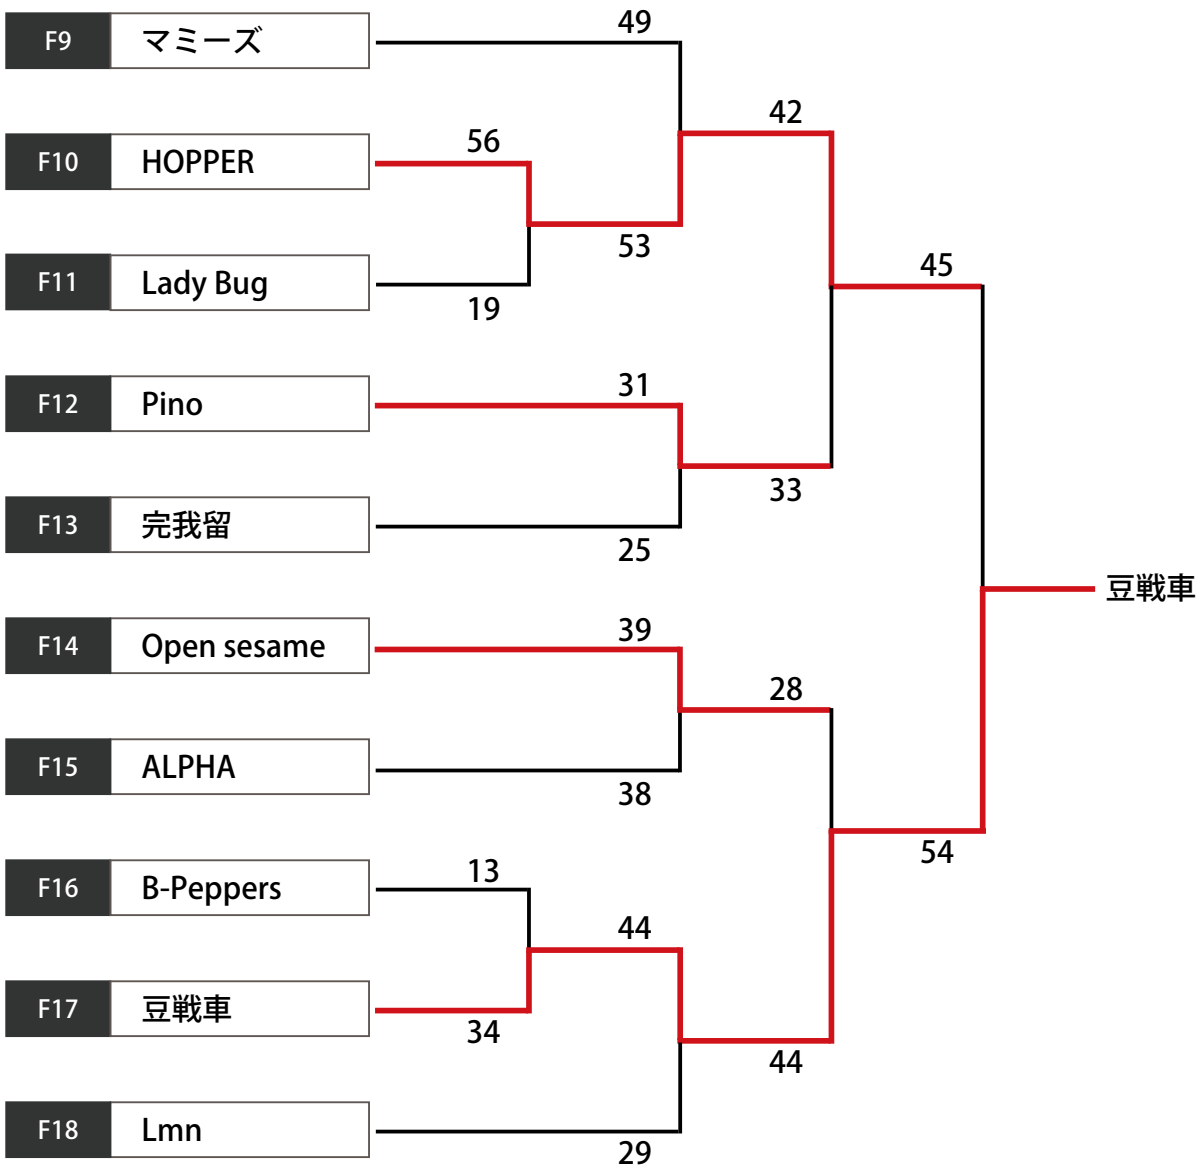 49
F9 マミーズ
42
56
F10 HOPPER
53
45
F11 Lady Bug
19
31
F12 Pino
33
F13 完我留
25
豆戦車
39
F14 Open sesame
28
F15 ALPHA
38
54
13
F16 B-Peppers
44
F17 豆戦車
34
44
F18 Lmn
29